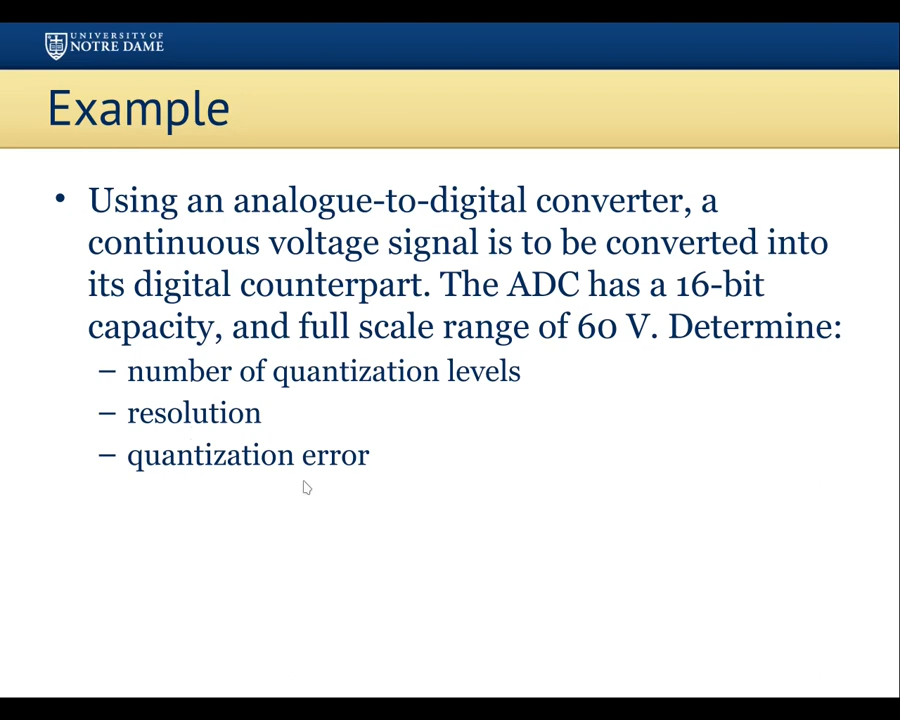 UNIVERSITY OF
NOTRE DAME
Example
• Using an analogue-to-digital converter, a
continuous voltage signal is to be converted into
its digital counterpart. The ADC has a 16-bit
capacity, and full scale range of 60 V. Determine:
– number of quantization levels
– resolution
– quantization error